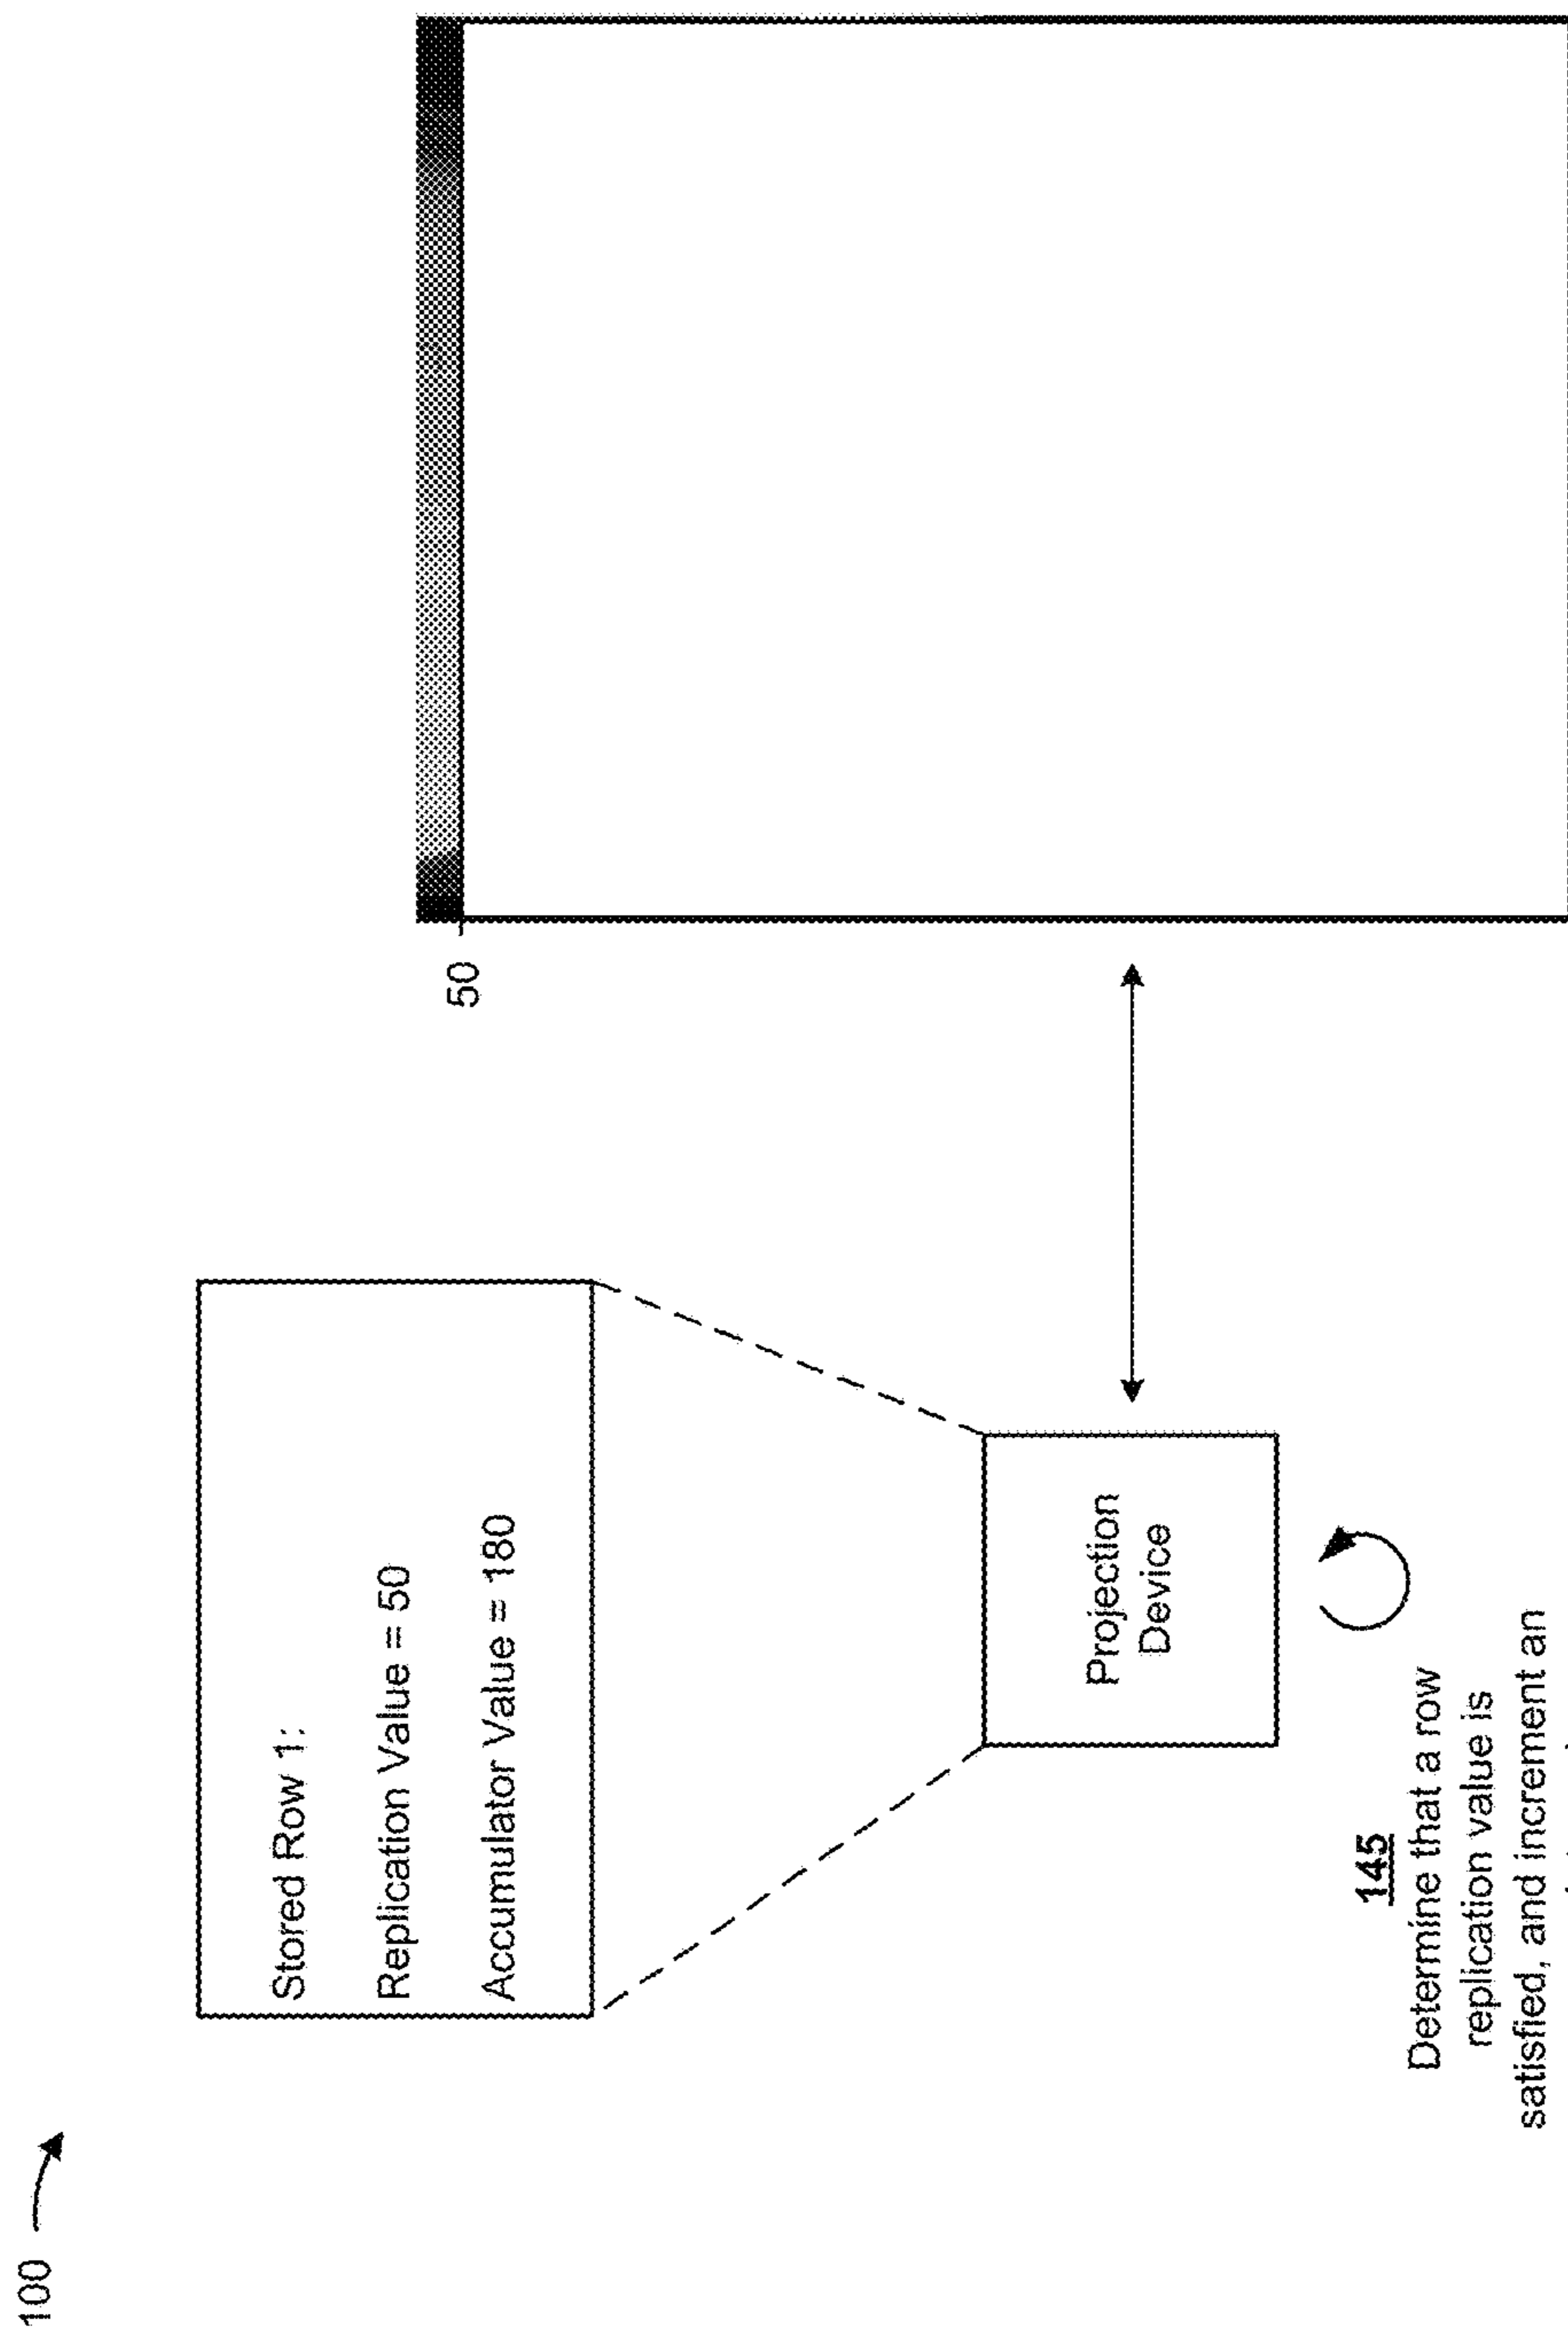 100
Stored Row 1:
Replication Value = 50
Accumulator Value = 180
50
Projection
Device
145
Determine that a row
replication value is
satisfied, and increment an